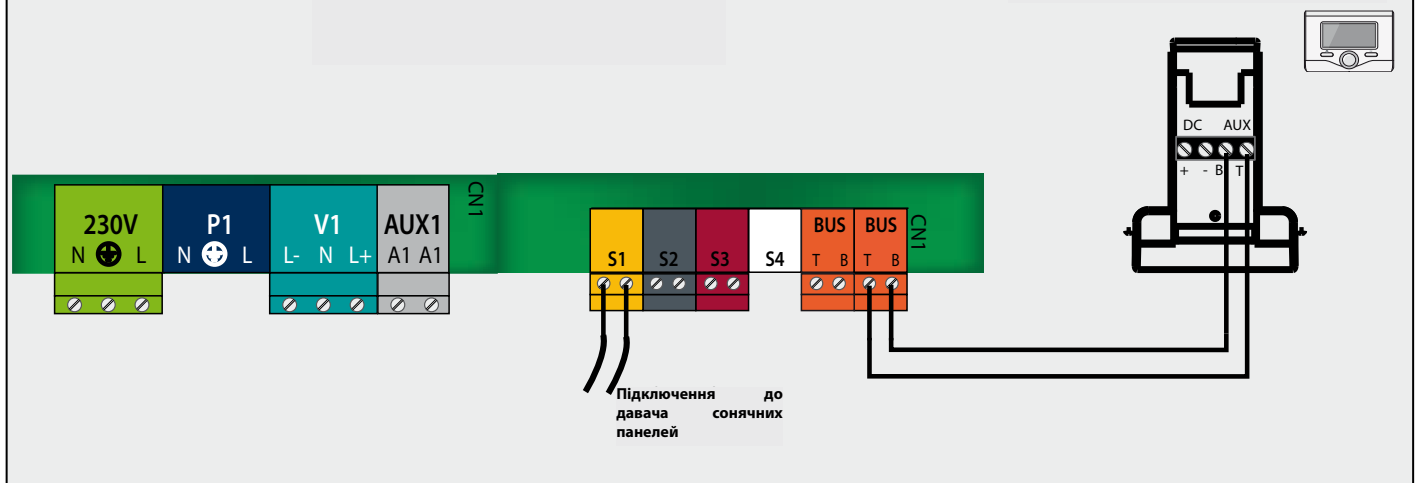 DC AUX
+ - B T
230V P1 V1 AUX1 CN1
N L N L L- N L+ A1 A1
BUS BUS CN1
S1 S2 S3 S4 T B T B
Підключення до
давача сонячних
панелей